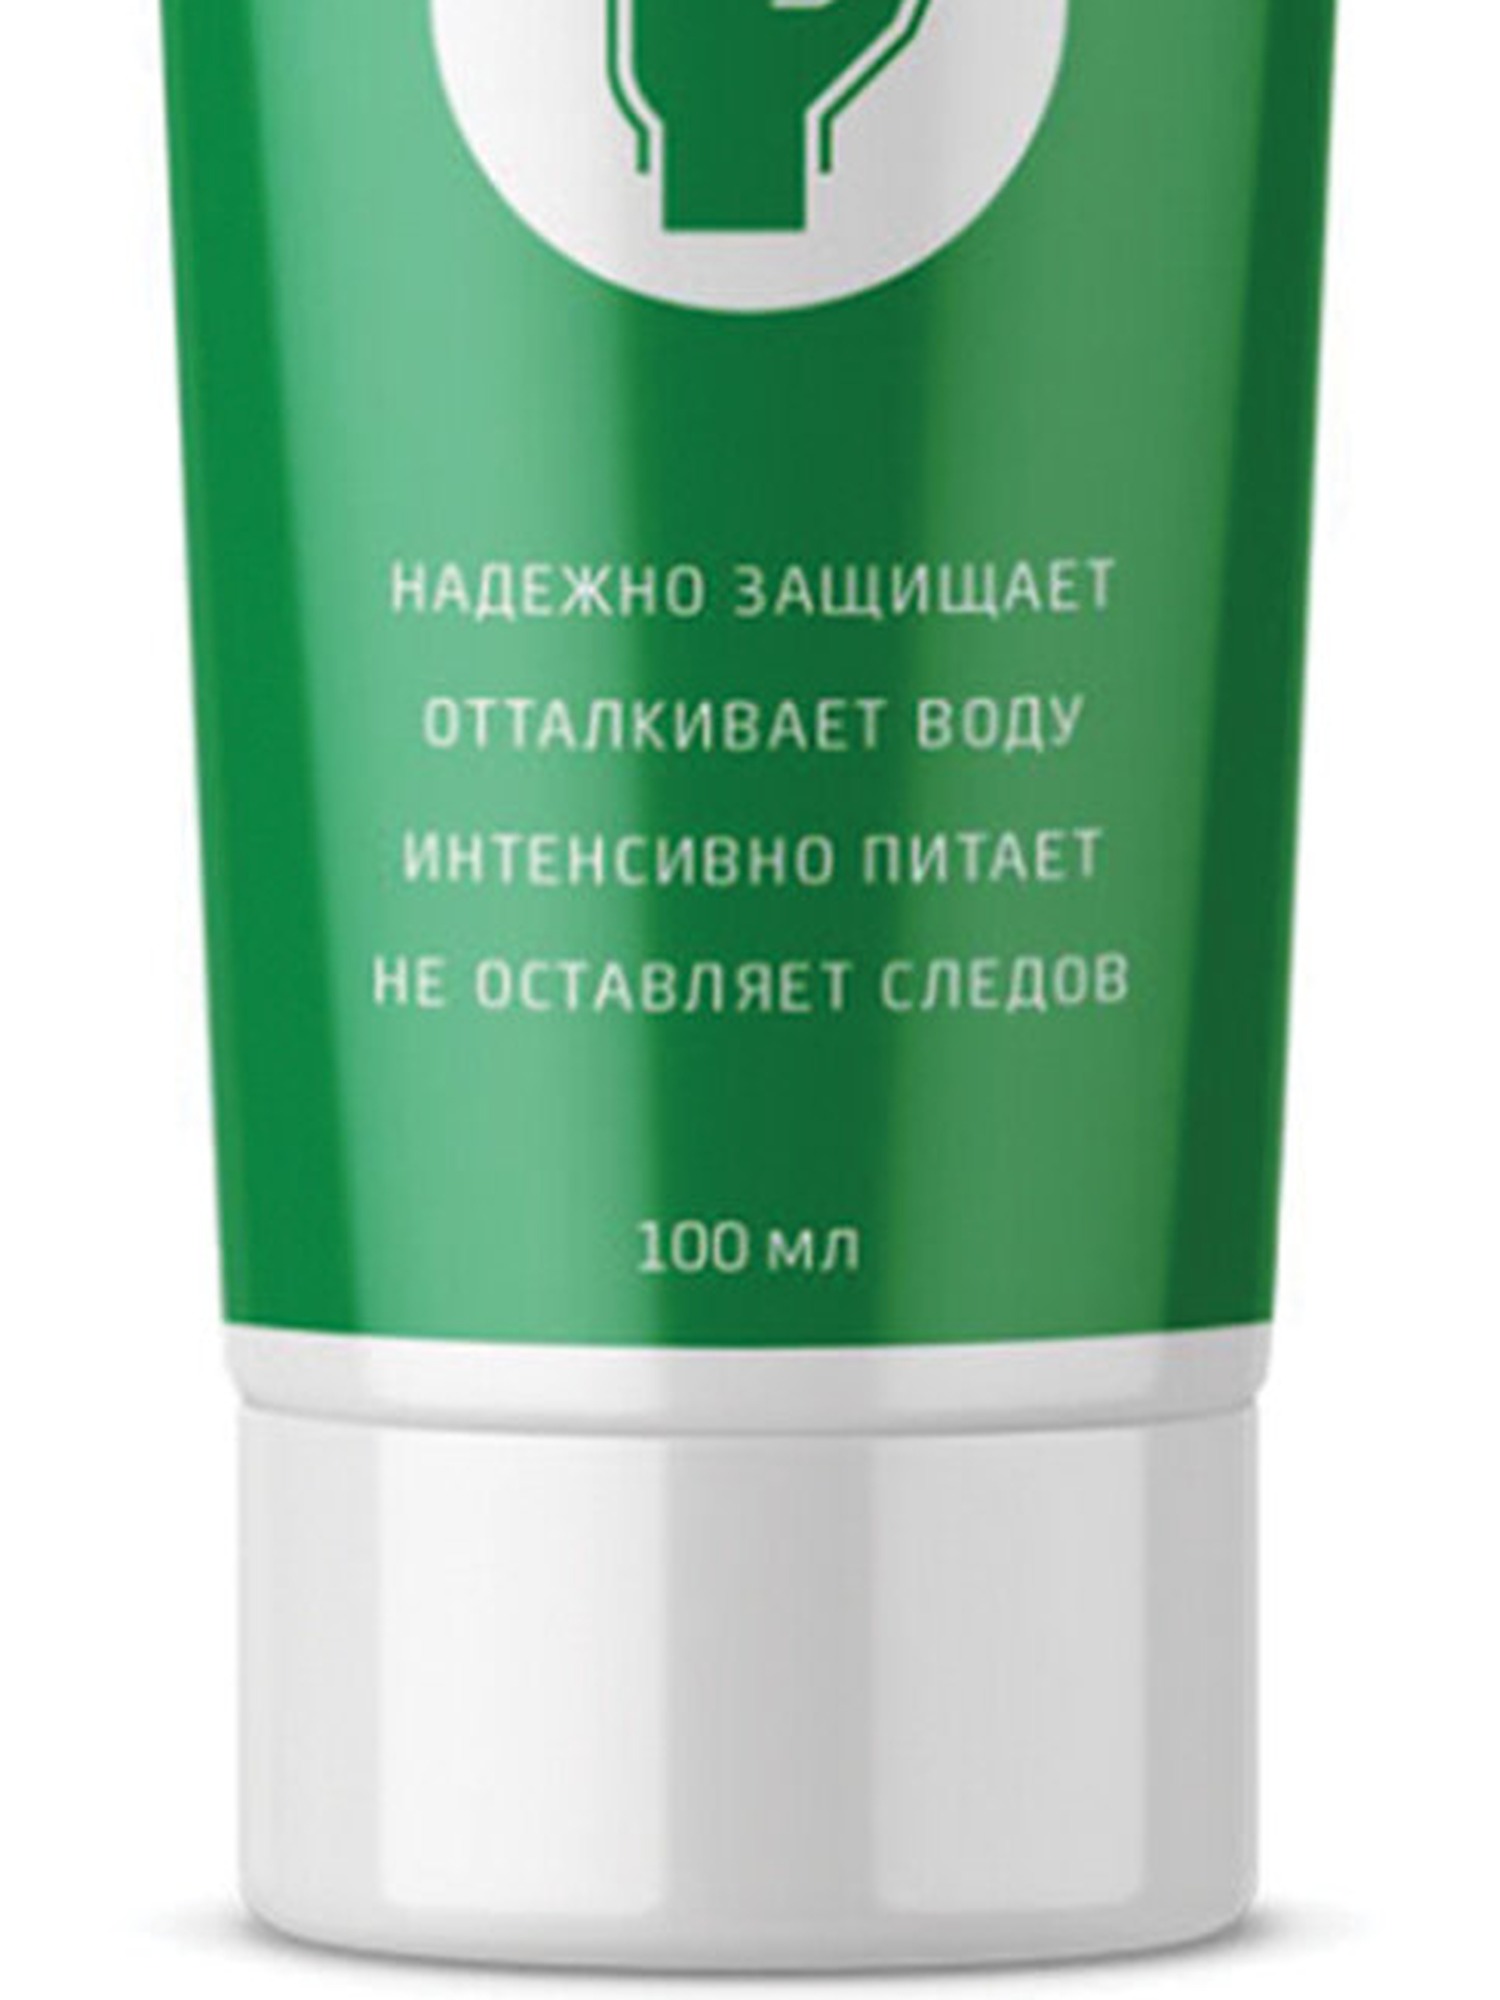 НАДЕЖНО ЗАЩИЩАЕТ
ОТТАЛКИВАЕТ ВОДУ
ИНТЕНСИВНО ПИТАЕТ
НЕ ОСТАВЛЯЕТ СЛЕДОВ
100 мл